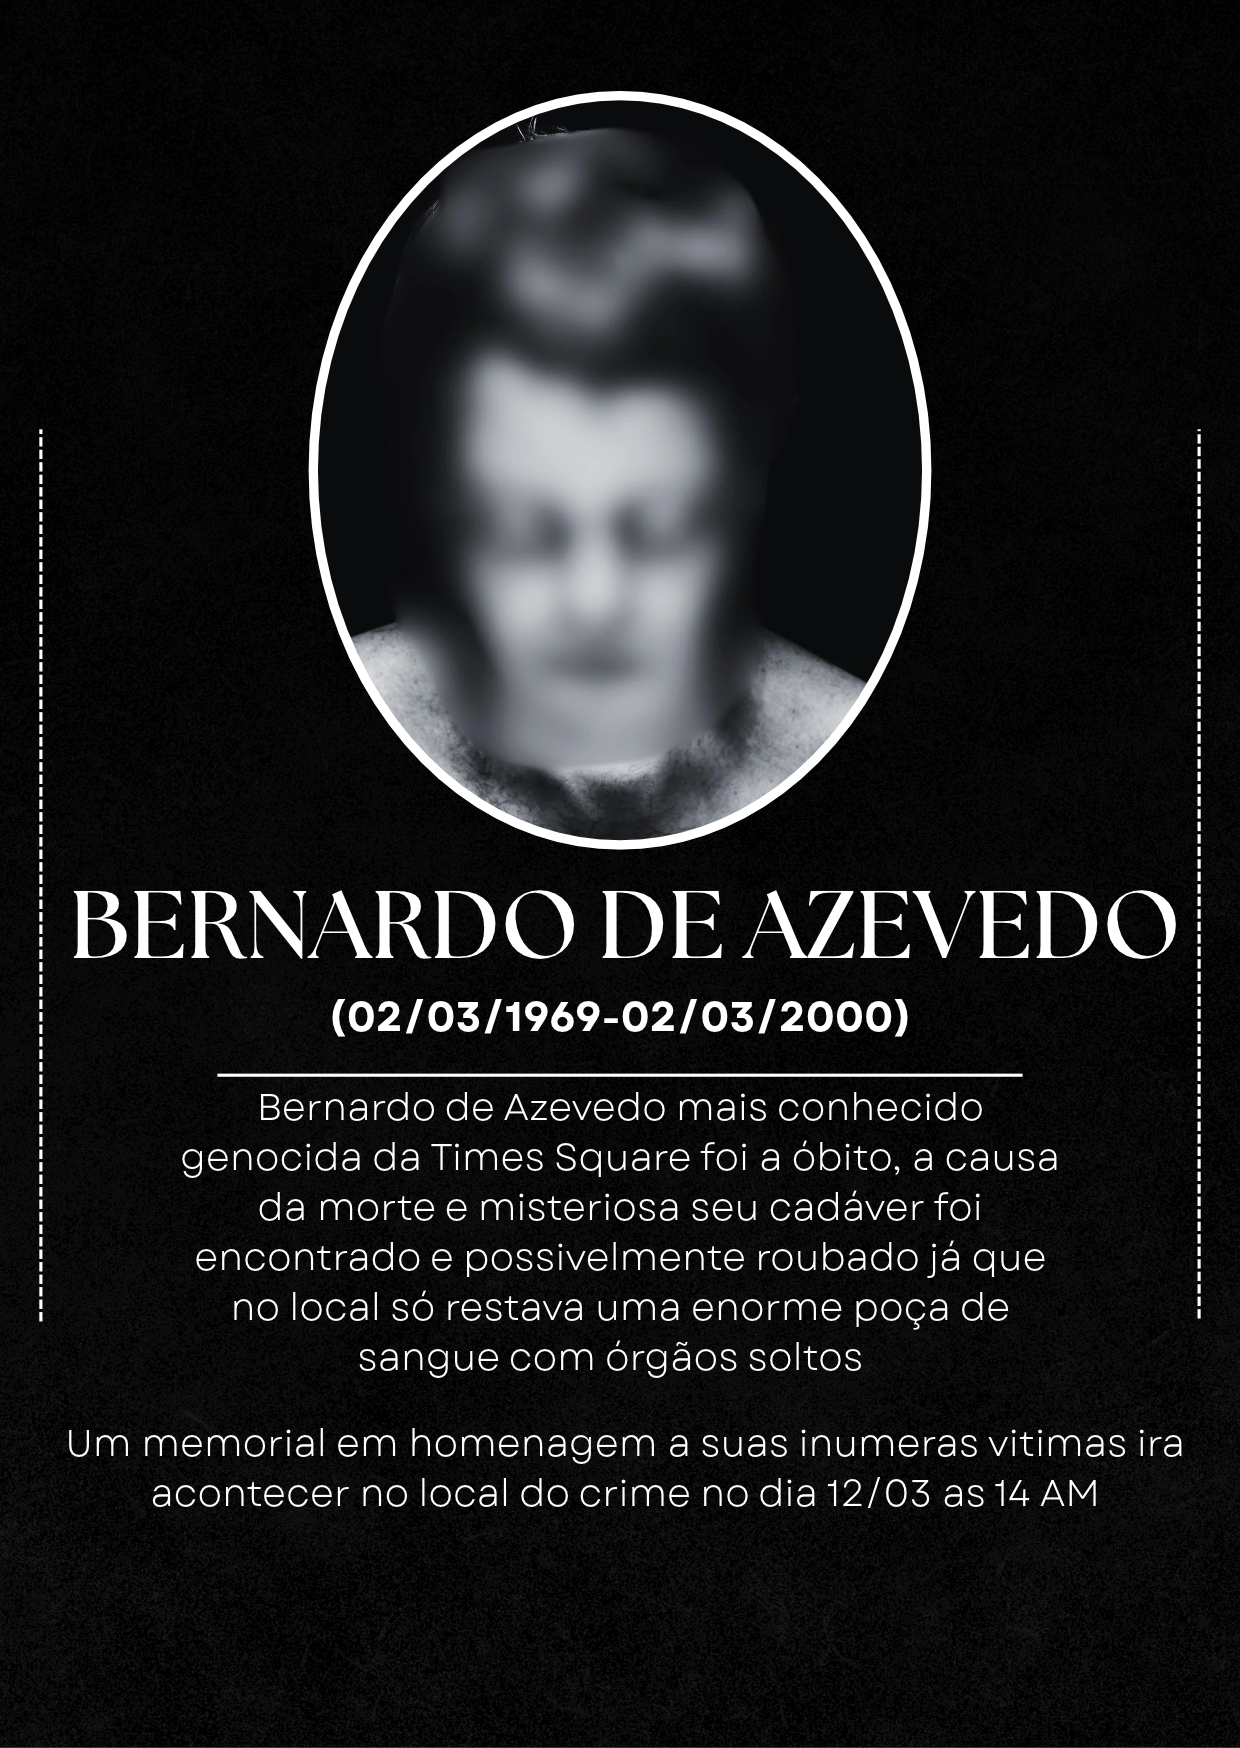 BERNARDO DE AZEVEDO
(02/03/1969-02/03/2000)
Bernardo de Azevedo mais conhecido
genocida da Times Square foi a óbito, a causa
da morte e misteriosa seu cadáver foi
encontrado e possivelmente roubado já que
no local só restava uma enorme poça de
sangue com órgãos soltos
Um memorial em homenagem a suas inumeras vitimas ira
acontecer no local do crime no dia 12/03 as 14 AM